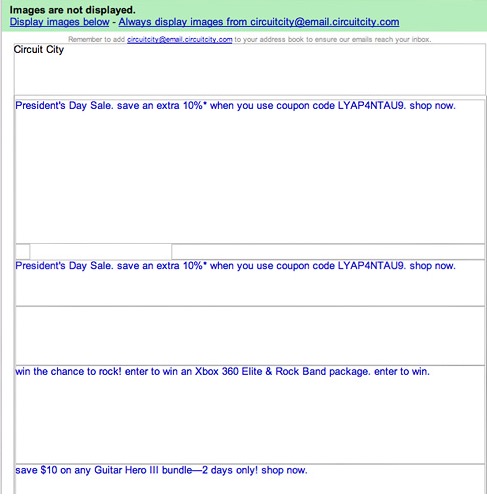 Images are not displayed.
Display images below - Always display images from circuitcity@email.circuitcity.com
Remember to add circuitcity@email.circuitcity.com to your address book to ensure our emails reach your inbox.
Circuit City
President's Day Sale. save an extra 10%* when you use coupon code LYAP4NTAU9. shop now.
President's Day Sale. save an extra 10%* when you use coupon code LYAP4NTAU9. shop now.
win the chance to rock! enter to win an Xbox 360 Elite & Rock Band package. enter to win.
save $10 on any Guitar Hero III bundle—2 days only! shop now.